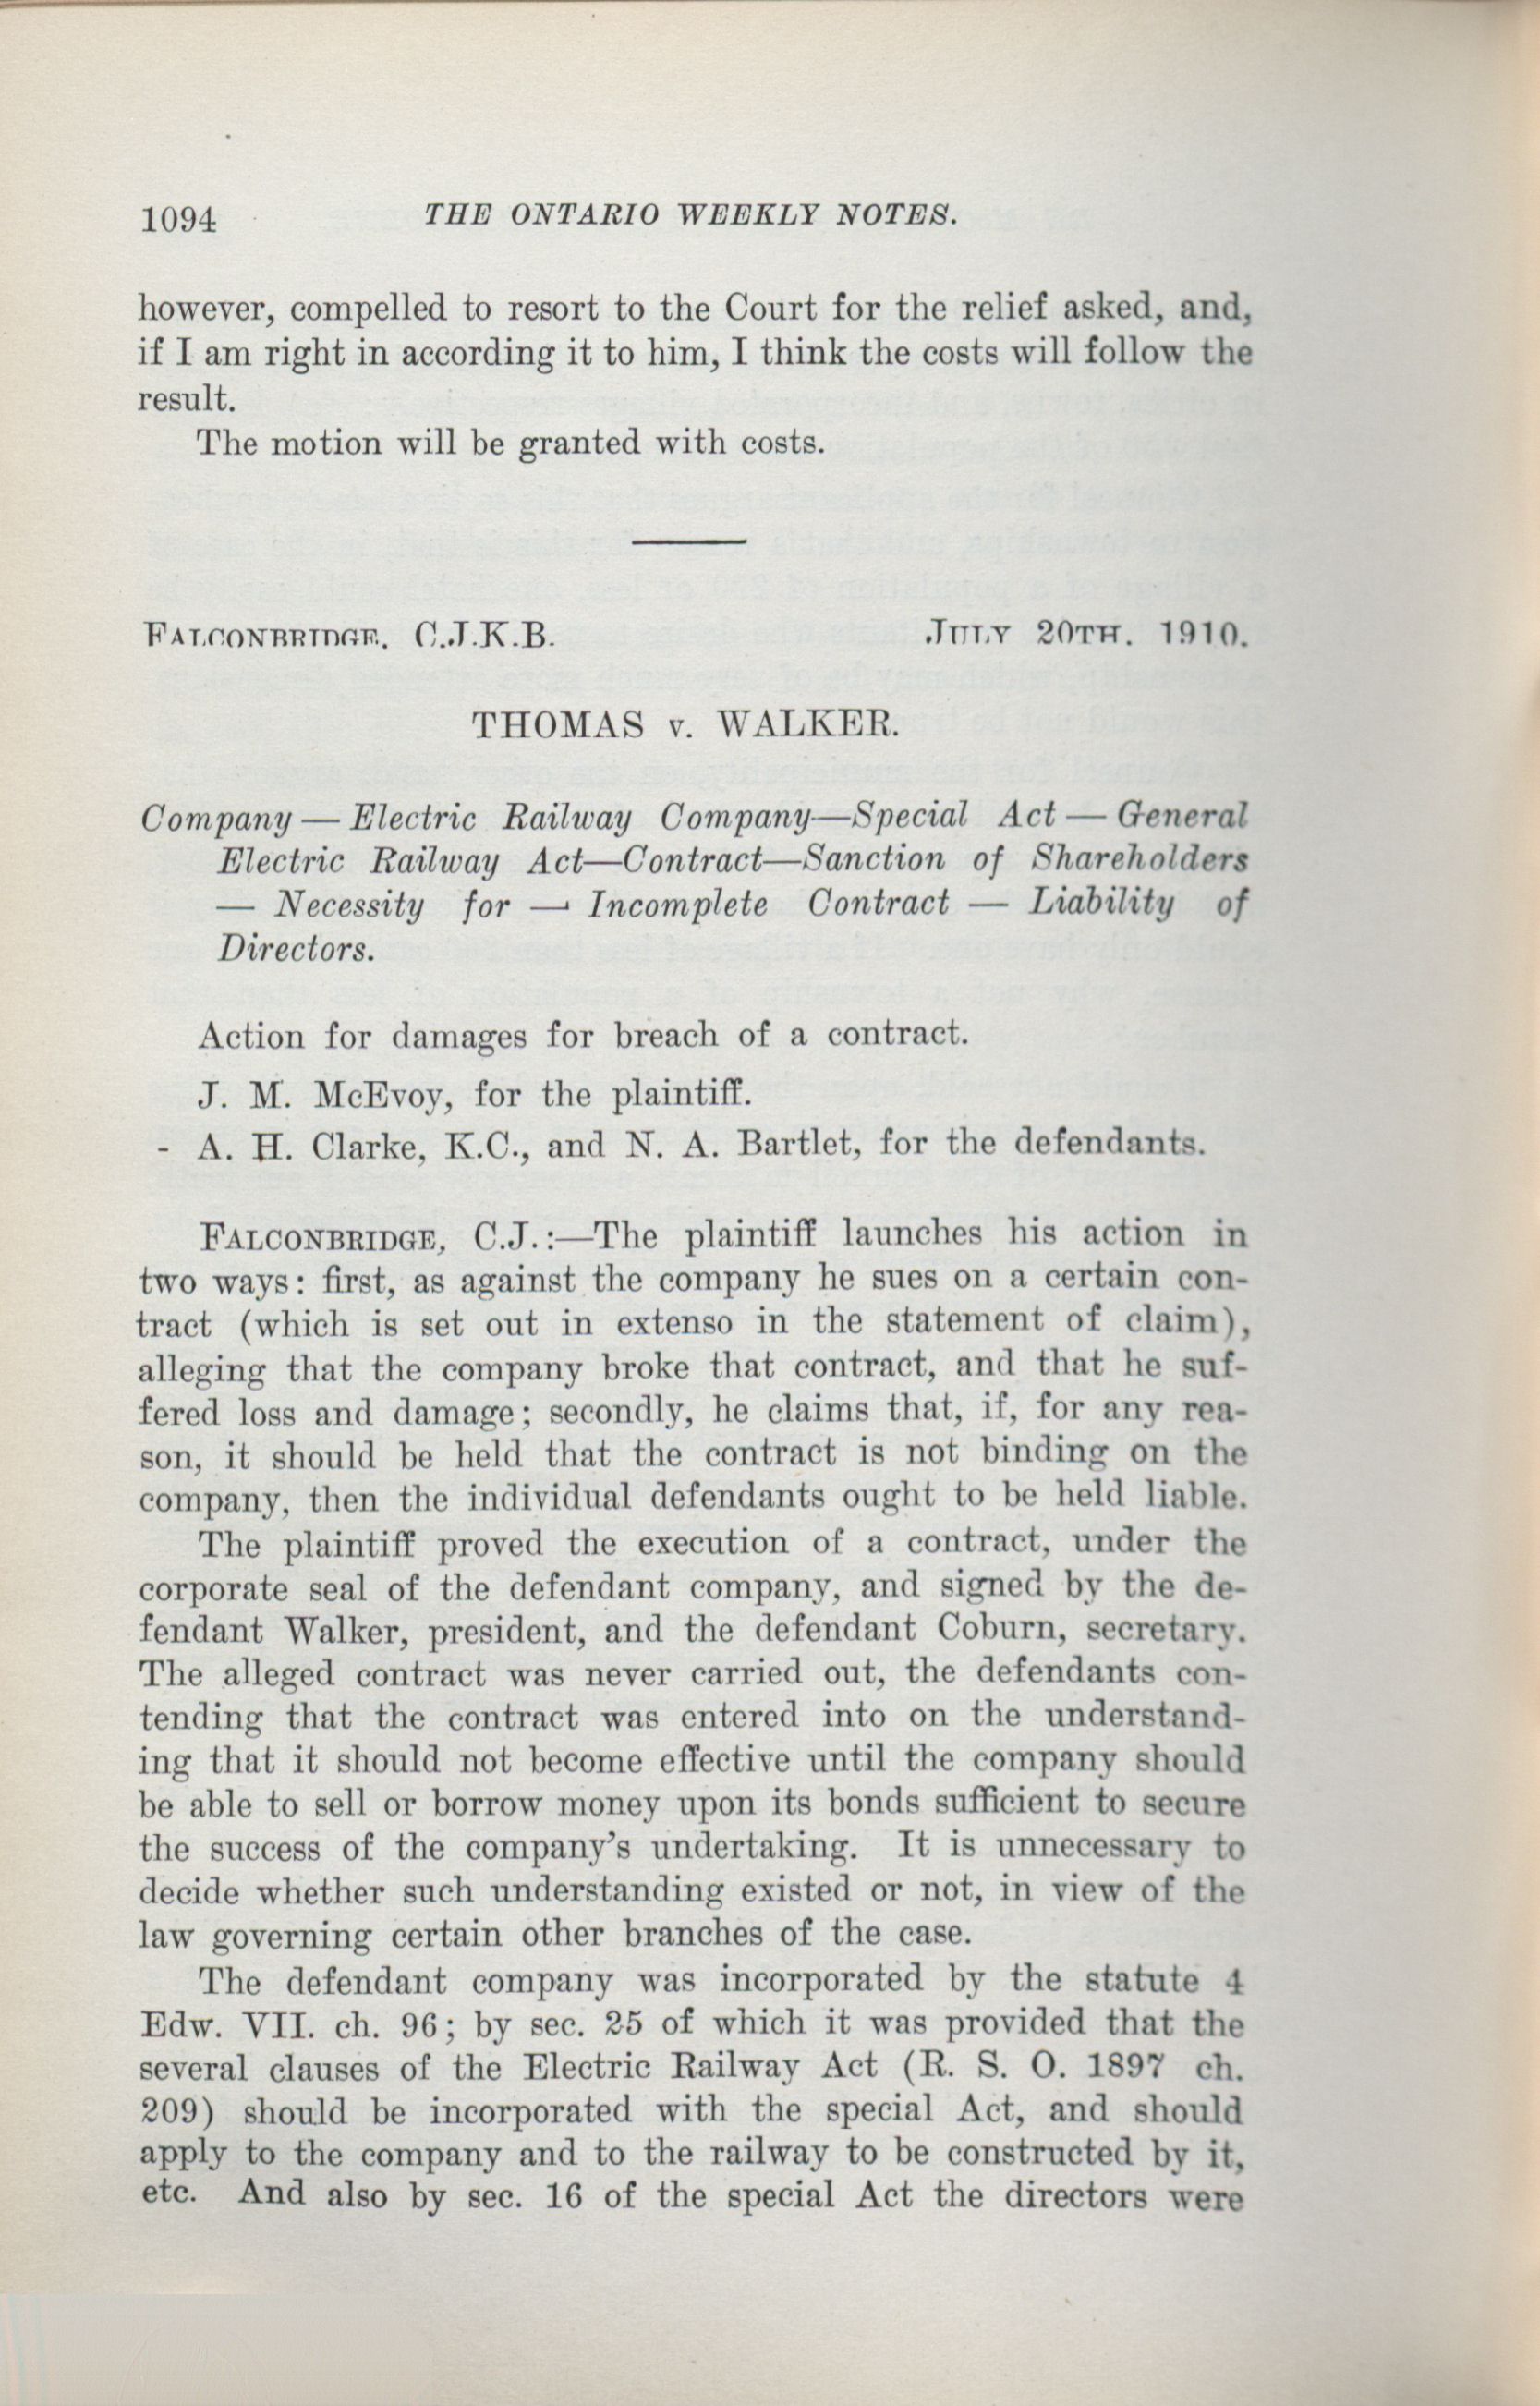 1094 THE ONTARIO WEEKLY NOTES.
however, compelled to resort to the Court for the relief asked, and,
if I am right in according it to him, I think the costs will follow the
result.
The motion will be granted with costs.
FALCONBRIDGE, C.J.K.B. JULY 20TH, 1910.
THOMAS v. WALKER.
Company — Electric Railway Company—Special Act — General
Electric Railway Act—Contract—Sanction of Shareholders
— Necessity for — Incomplete Contract — Liability of
Directors.
Action for damages for breach of a contract.
J. M. McEvoy, for the plaintiff.
- A. H. Clarke, K.C., and N. A. Bartlet, for the defendants.
FALCONBRIDGE, C.J.:—The plaintiff launches his action in
two ways: first, as against the company he sues on a certain con-
tract (which is set out in extenso in the statement of claim),
alleging that the company broke that contract, and that he suf-
fered loss and damage; secondly, he claims that, if, for any rea-
son, it should be held that the contract is not binding on the
company, then the individual defendants ought to be held liable.
The plaintiff proved the execution of a contract, under the
corporate seal of the defendant company, and signed by the de-
fendant Walker, president, and the defendant Coburn, secretary.
The alleged contract was never carried out, the defendants con-
tending that the contract was entered into on the understand-
ing that it should not become effective until the company should
be able to sell or borrow money upon its bonds sufficient to secure
the success of the company's undertaking. It is unnecessary to
decide whether such understanding existed or not, in view of the
law governing certain other branches of the case.
The defendant company was incorporated by the statute 4
Edw. VII. ch. 96; by sec. 25 of which it was provided that the
several clauses of the Electric Railway Act (R. S. O. 1897 ch.
209) should be incorporated with the special Act, and should
apply to the company and to the railway to be constructed by it,
etc. And also by sec. 16 of the special Act the directors were